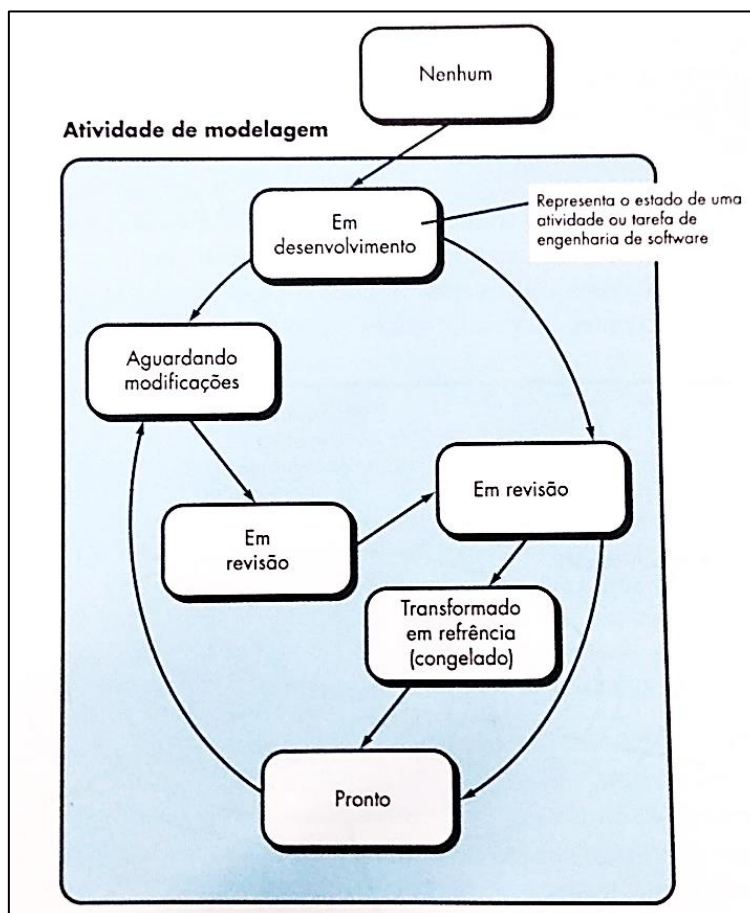 Nenhum
Atividade de modelagem
Em
desenvolvimento
Representa o estado de uma
atividade ou tarefa de
engenharia de software
Aguardando
modificações
Em revisão
Em
revisão
Transformado
em refrência
(congelado)
Pronto